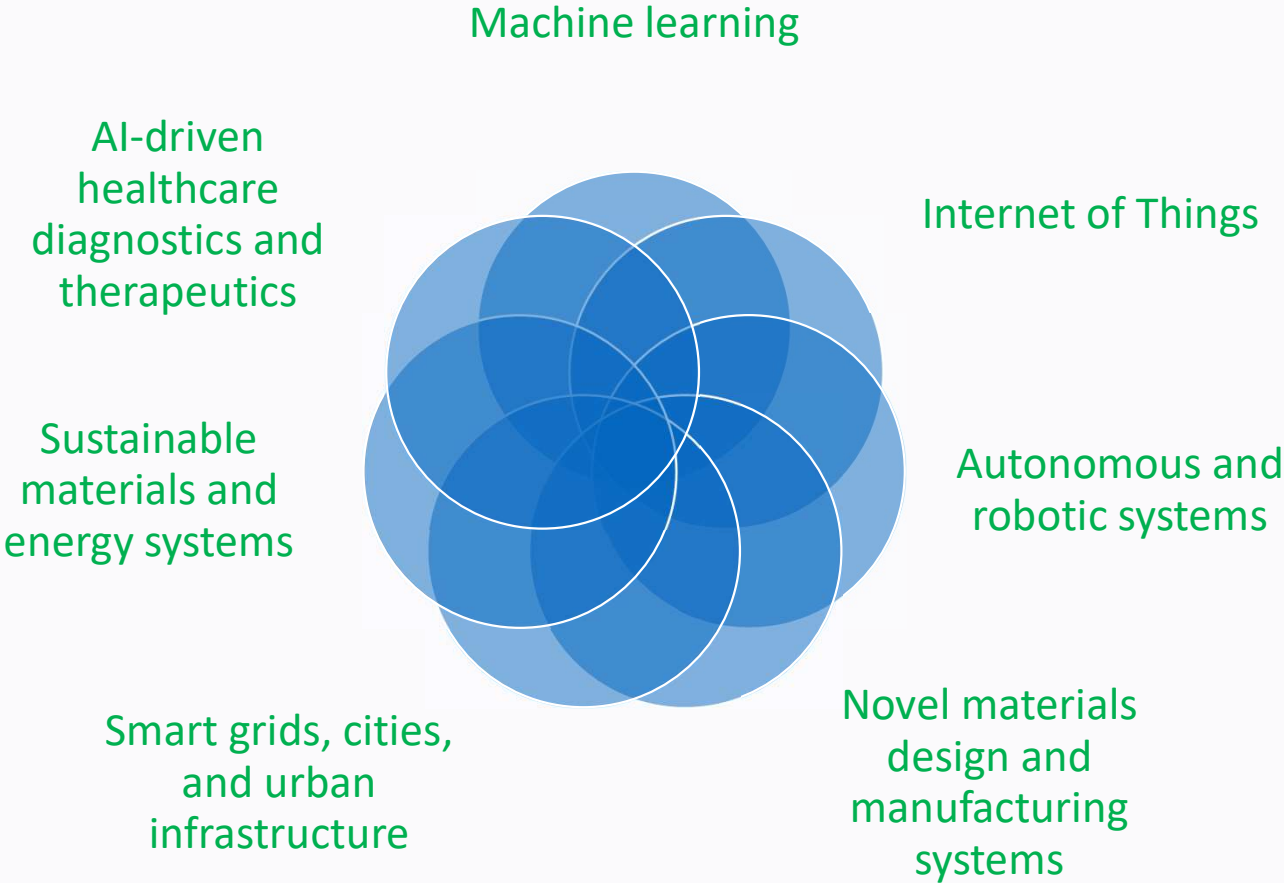 Machine learning
AI-driven
healthcare
diagnostics and
therapeutics
Internet of Things
Sustainable
materials and
energy systems
Autonomous and
robotic systems
Smart grids, cities,
and urban
infrastructure
Novel materials
design and
manufacturing
systems